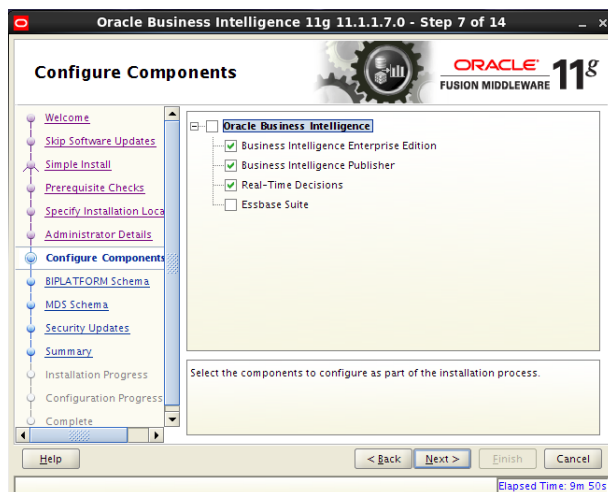 Oracle Business Intelligence 11g 11.1.1.7.0 - Step 7 of 14
Configure Components
ORACLE
FUSION MIDDLEWARE 11g
Welcome
Skip Software Updates
Simple Install
Prerequisite Checks
Specify Installation Loca
Administrator Details
Configure Components
BIPLATFORM Schema
MDS Schema
Security Updates
Summary
Installation Progress
Configuration Progress
Complete
Oracle Business Intelligence
Business Intelligence Enterprise Edition
Business Intelligence Publisher
Real-Time Decisions
Essbase Suite
Select the components to configure as part of the installation process.
Help
< Back
Next >
Finish
Cancel
Elapsed Time: 9m 50s